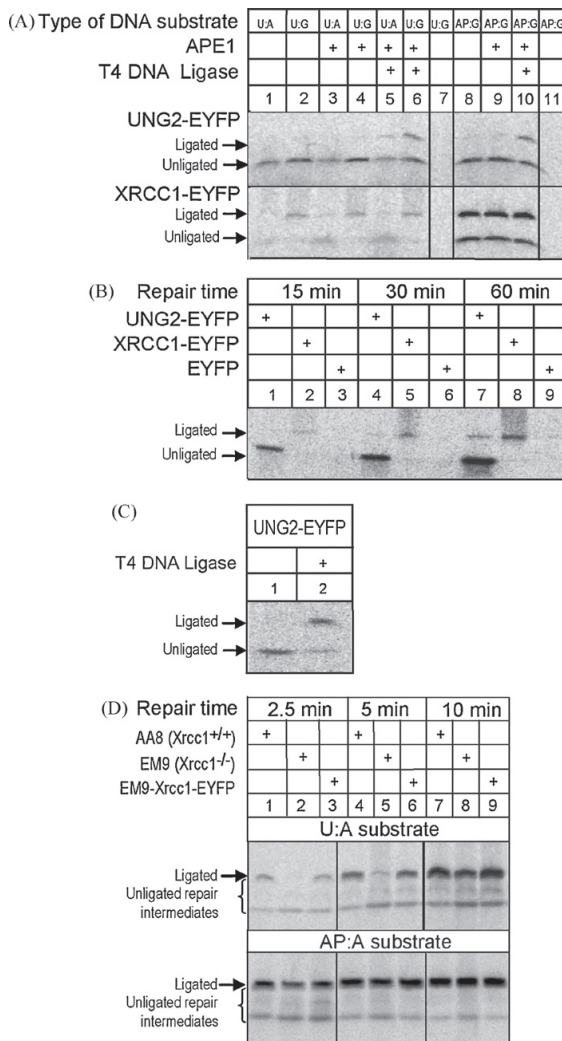 (A) Type of DNA substrate U:A U:G U:A U:G U:A U:G U:G AP:G AP:G AP:G AP:G
APE1 + + + + + +
T4 DNA Ligase + + +
1 2 3 4 5 6 7 8 9 10 11
UNG2-EYFP
Ligated
Unligated
XRCC1-EYFP
Ligated
Unligated
(B) Repair time 15 min 30 min 60 min
UNG2-EYFP + + +
XRCC1-EYFP + + +
EYFP + + +
1 2 3 4 5 6 7 8 9
Ligated
Unligated
(C)
UNG2-EYFP
T4 DNA Ligase +
1 2
Ligated
Unligated
(D) Repair time 2.5 min 5 min 10 min
AA8 (Xrcc1+/+) + + +
EM9 (Xrcc1-/-) + + +
EM9-Xrcc1-EYFP + + +
1 2 3 4 5 6 7 8 9
U:A substrate
Ligated
Unligated repair
intermediates
AP:A substrate
Ligated
Unligated repair
intermediates